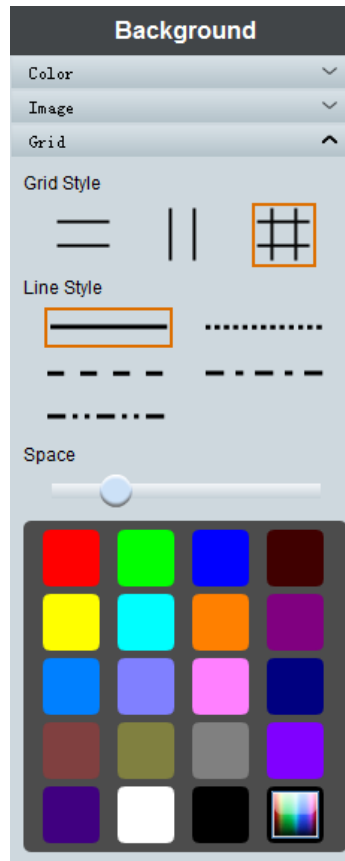 Background
Color
Image
Grid
Grid Style
Line Style
Space